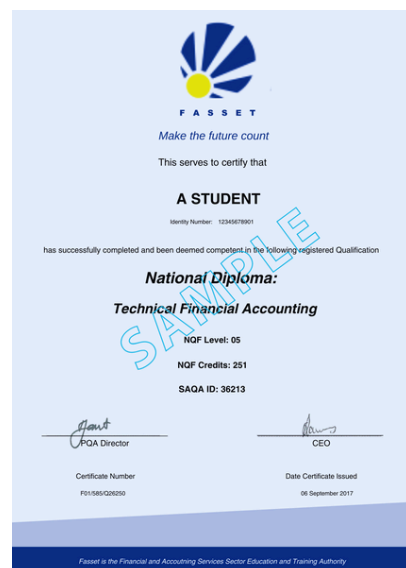 FASSET
Make the future count
This serves to certify that
A STUDENT
Identity Number: 12345678901
has successfully completed and been deemed competent in the following registered Qualification
National Diploma:
Technical Financial Accounting
SAMPLE
NQF Level: 05
NQF Credits: 251
SAQA ID: 36213
PQA Director
CEO
Certificate Number
Date Certificate Issued
F01/585/Q26250
06 September 2017
Fasset is the Financial and Accoutning Services Sector Education and Training Authority